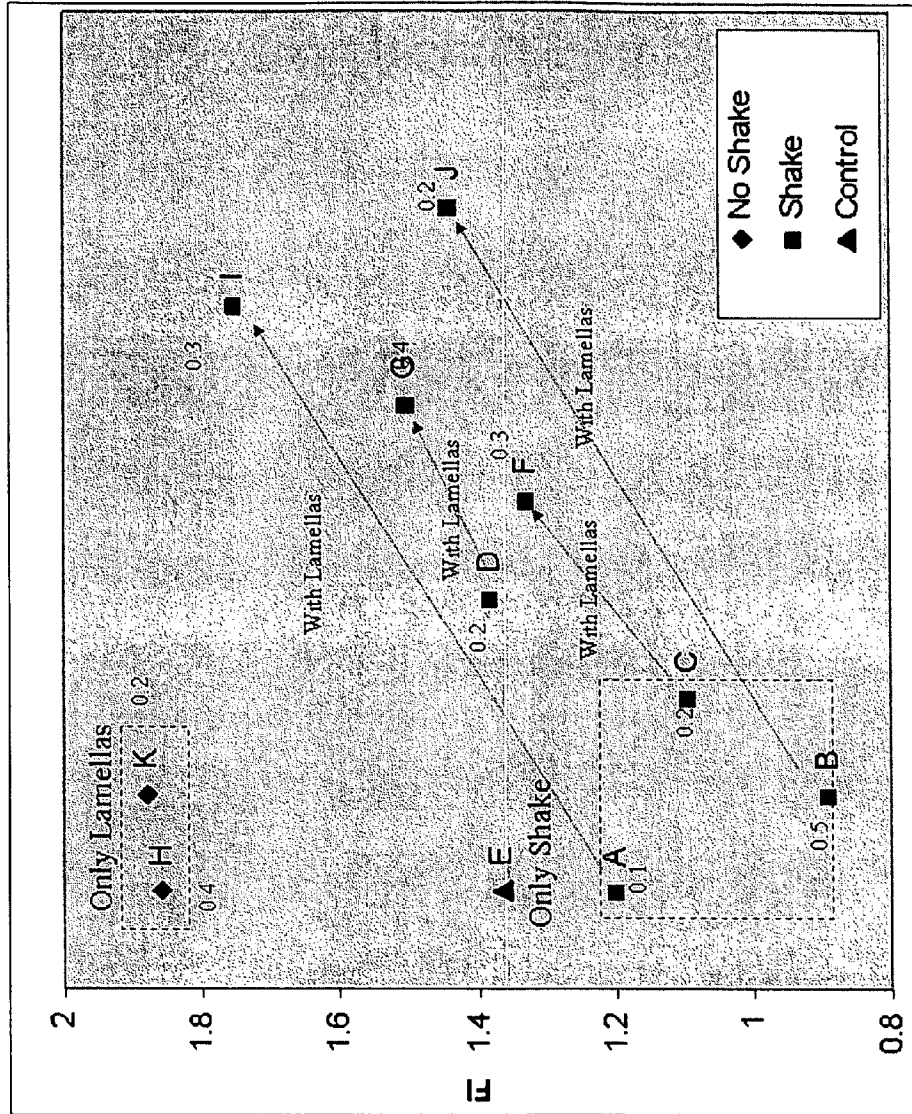 2
1.8
1.6
1.4
1.2
1
0.8
FI
Only Lamellas
H
K
0.4
0.2
E
Only Shake
A
0.1
B
0.5
C
0.2
D
0.2
F
0.3
G
0.4
I
0.3
J
0.2
With Lamellas
With Lamellas
With Lamellas
With Lamellas
No Shake
Shake
Control